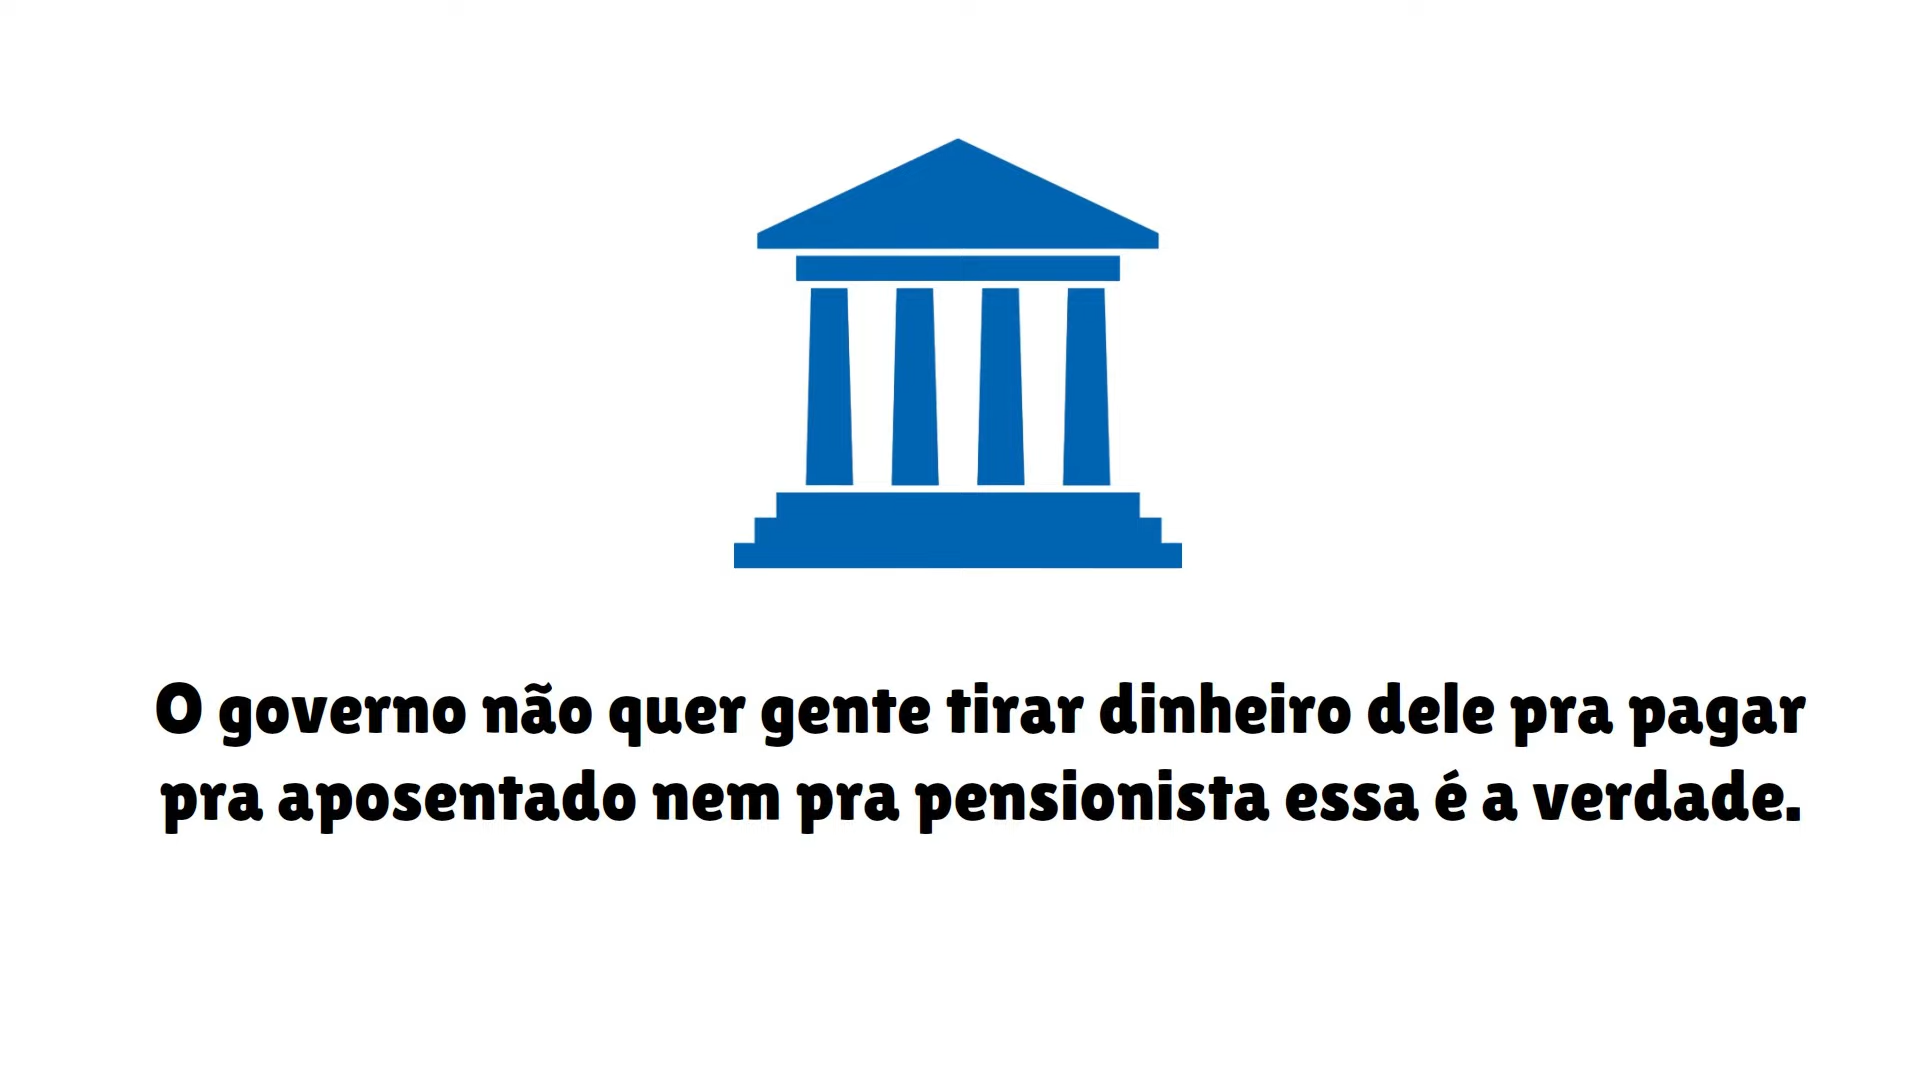 O governo não quer gente tirar dinheiro dele pra pagar
pra aposentado nem pra pensionista essa é a verdade.